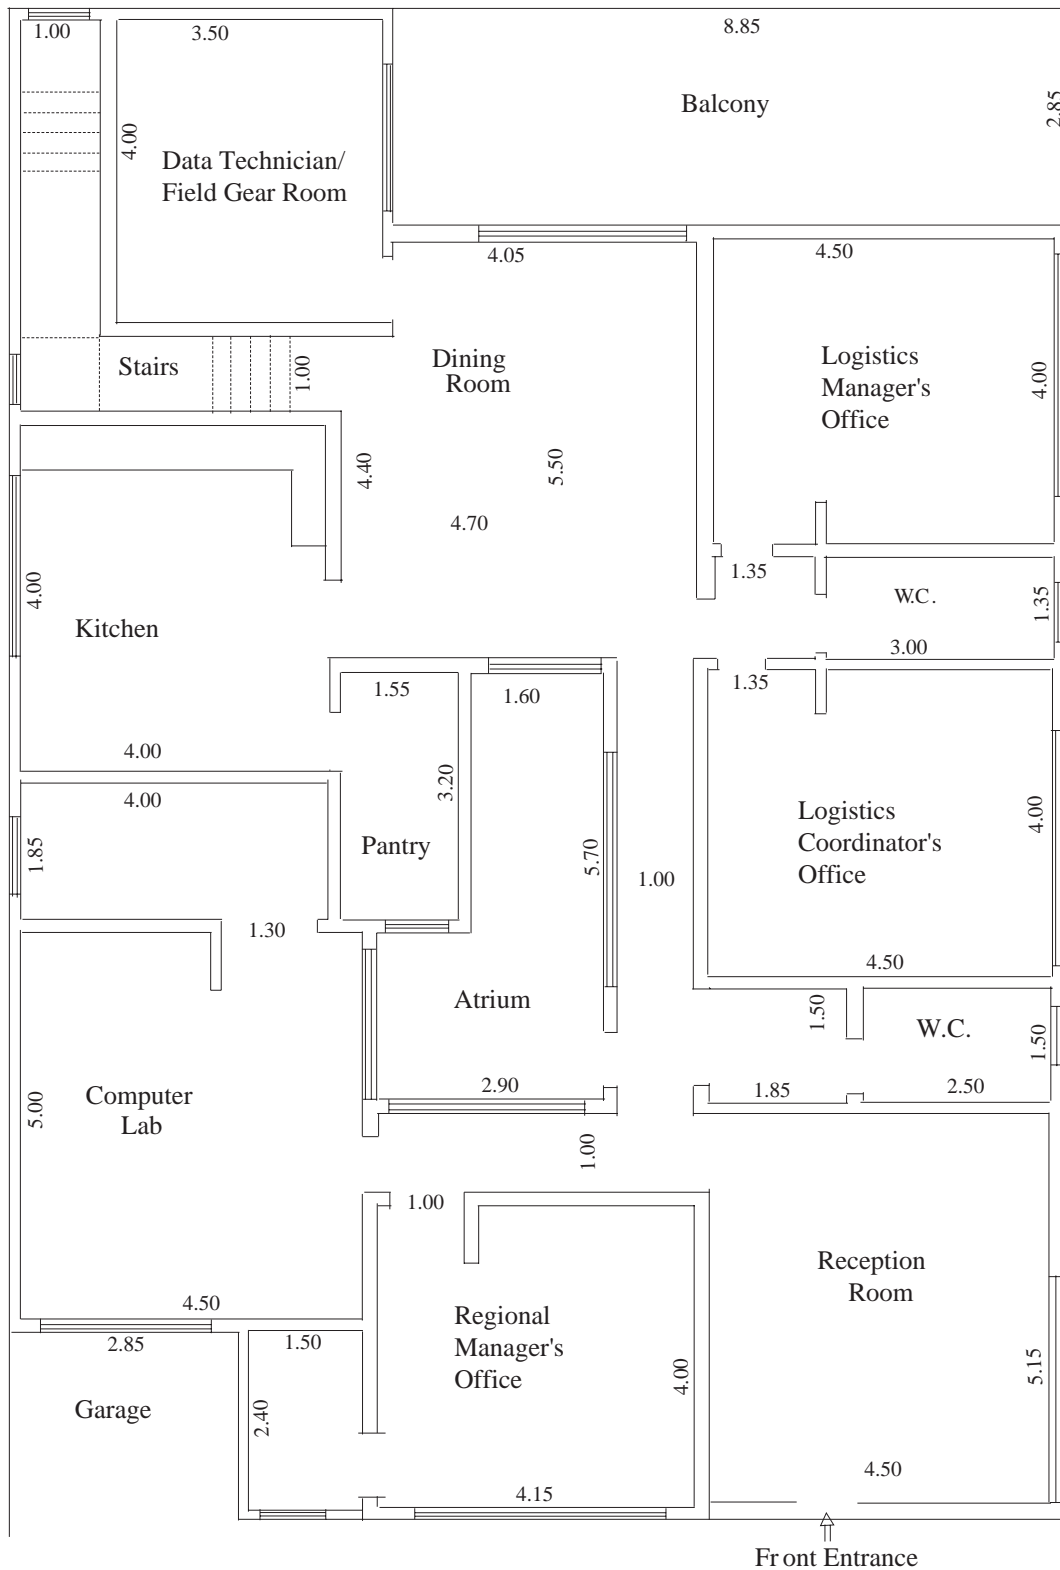 1.00
3.50
8.85
Balcony
2.85
4.00
Data Technician/
Field Gear Room
4.05
4.50
Stairs
1.00
Dining
Room
Logistics
Manager's
Office
4.00
4.40
5.50
4.70
1.35
W.C.
1.35
3.00
4.00
Kitchen
1.55
1.60
1.35
4.00
4.00
3.20
1.85
Pantry
5.70
1.00
Logistics
Coordinator's
Office
4.00
1.30
4.50
Atrium
1.50
W.C.
1.50
5.00
Computer
Lab
2.90
1.85
2.50
1.00
1.00
Reception
Room
4.50
2.85
1.50
Regional
Manager's
Office
4.00
5.15
Garage
2.40
4.15
4.50
Front Entrance